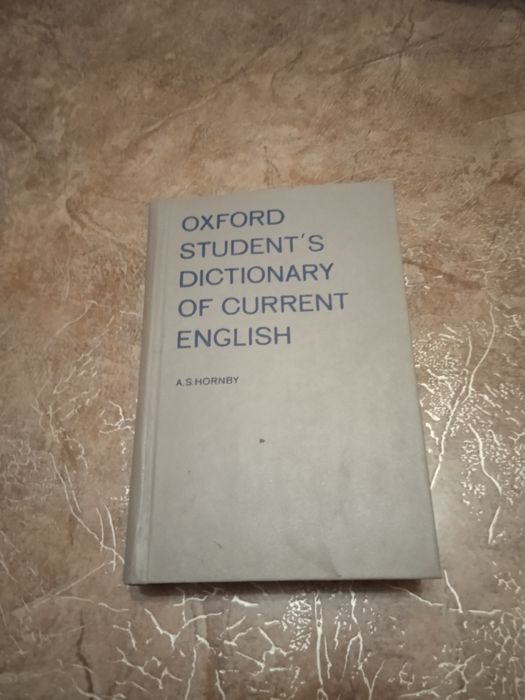 OXFORD
STUDENT'S
DICTIONARY
OF CURRENT
ENGLISH
A.S.HORNBY